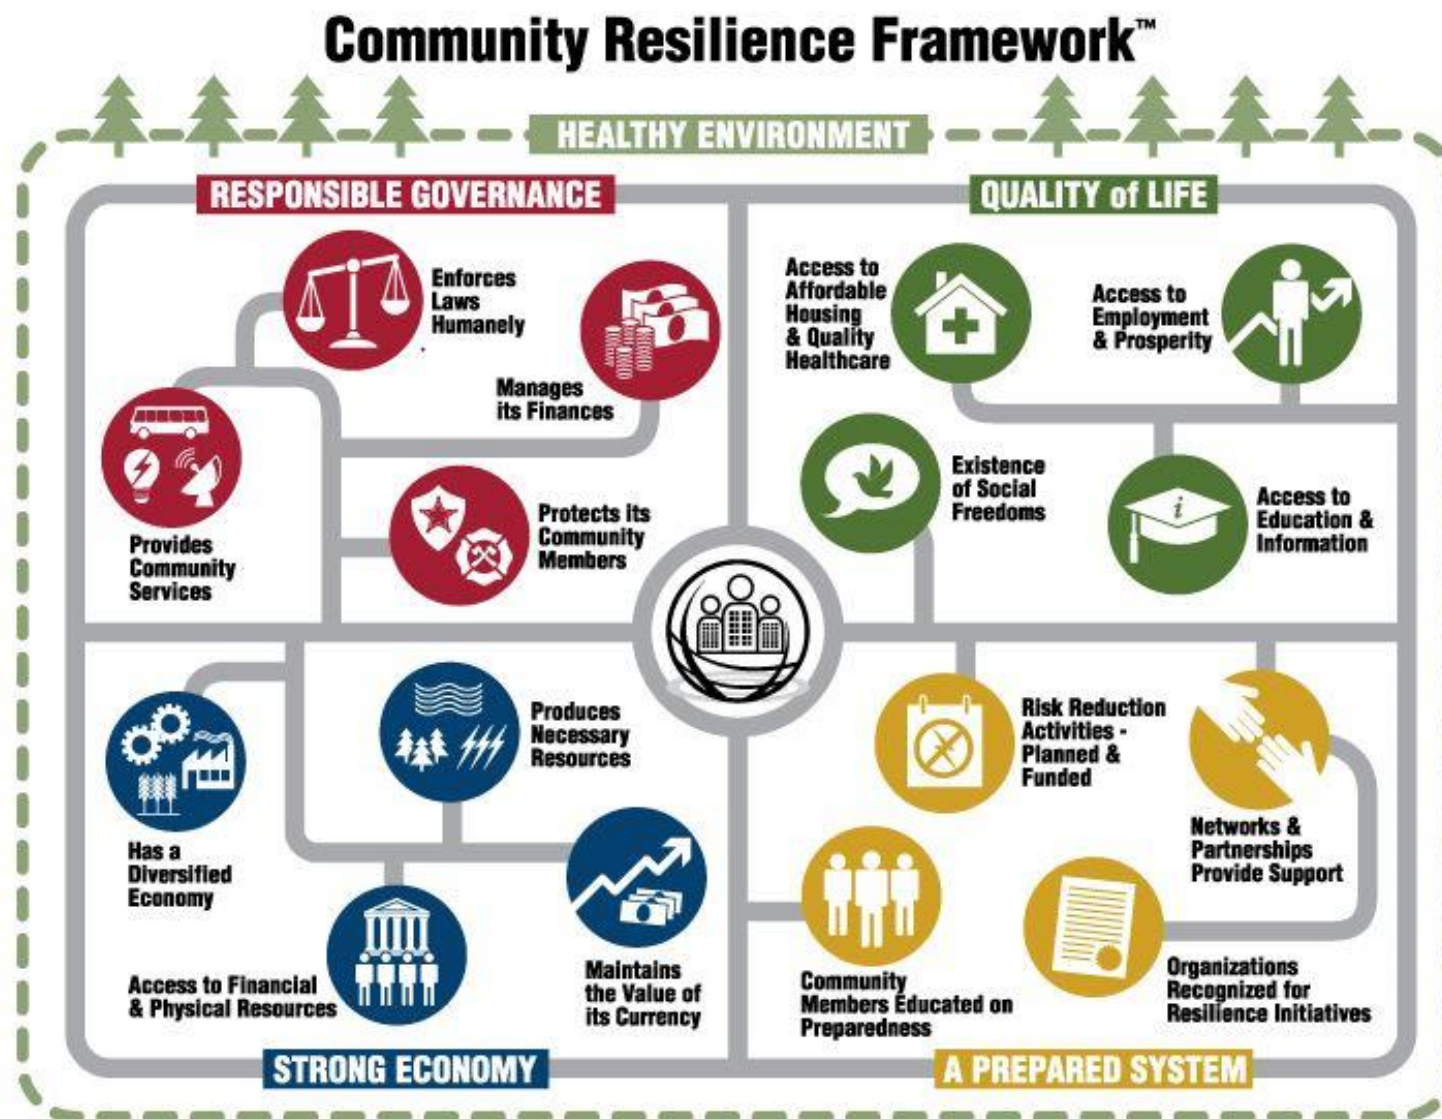 Community Resilience Framework™
HEALTHY ENVIRONMENT
RESPONSIBLE GOVERNANCE
Enforces
Laws
Humanely
Manages
its Finances
Provides
Community
Services
Protects its
Community
Members
QUALITY of LIFE
Access to
Affordable
Housing
& Quality
Healthcare
Access to
Employment
& Prosperity
Existence
of Social
Freedoms
i
Access to
Education &
Information
Produces
Necessary
Resources
Has a
Diversified
Economy
Access to Financial
& Physical Resources
Maintains
the Value of
its Currency
STRONG ECONOMY
Risk Reduction
Activities -
Planned &
Funded
Networks &
Partnerships
Provide Support
Community
Members Educated on
Preparedness
Organizations
Recognized for
Resilience Initiatives
A PREPARED SYSTEM